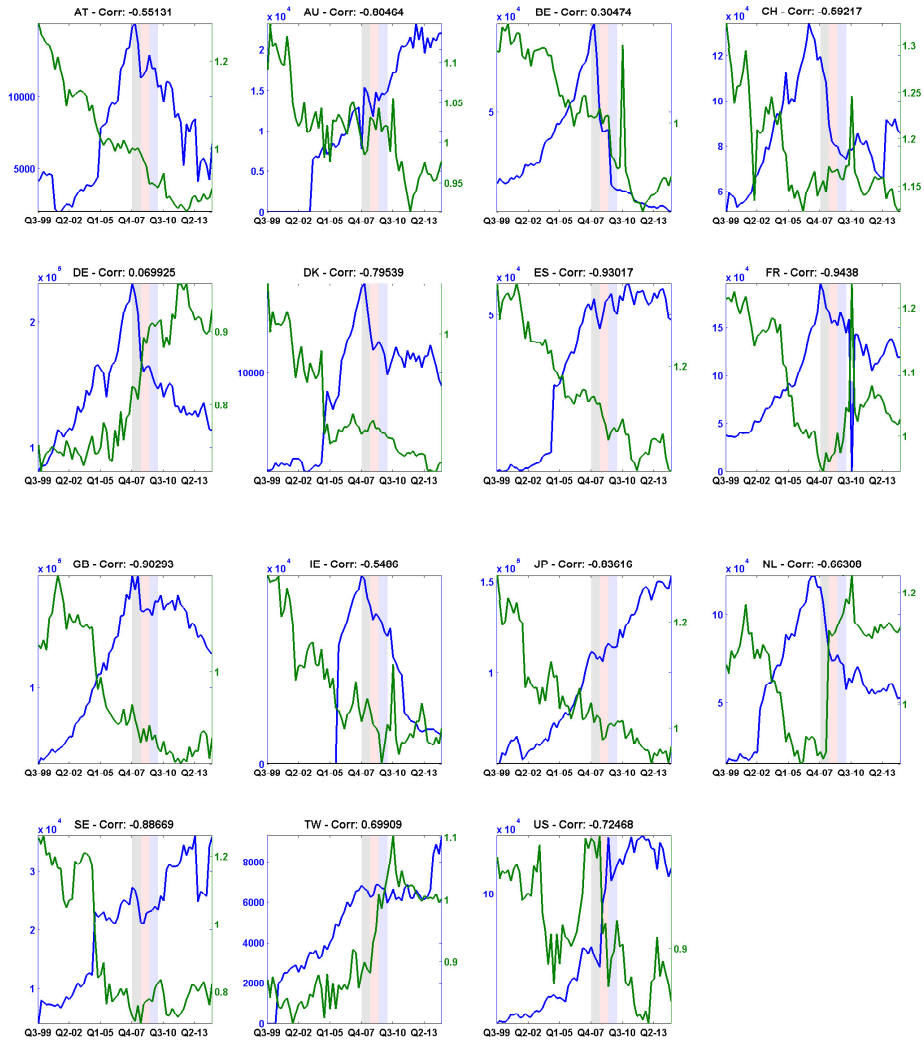 AT - Corr: -0.55131
1.2
1
10000
5000
Q3-99 Q2-02 Q1-05 Q4-07 Q3-10 Q2-13
AU - Corr: -0.80464
x 10^4
2
1.5
1
0.5
0
1.1
1.05
1
0.95
Q3-99 Q2-02 Q1-05 Q4-07 Q3-10 Q2-13
BE - Corr: 0.30474
x 10^4
5
1
Q3-99 Q2-02 Q1-05 Q4-07 Q3-10 Q2-13
CH - Corr: -0.59217
x 10^4
12
10
8
6
1.3
1.25
1.2
1.15
Q3-99 Q2-02 Q1-05 Q4-07 Q3-10 Q2-13
DE - Corr: 0.069925
x 10^5
2
1
0.9
0.8
Q3-99 Q2-02 Q1-05 Q4-07 Q3-10 Q2-13
DK - Corr: -0.79539
10000
1
Q3-99 Q2-02 Q1-05 Q4-07 Q3-10 Q2-13
ES - Corr: -0.93017
x 10^4
5
1.2
Q3-99 Q2-02 Q1-05 Q4-07 Q3-10 Q2-13
FR - Corr: -0.9438
x 10^4
15
10
5
0
1.2
1.1
1
Q3-99 Q2-02 Q1-05 Q4-07 Q3-10 Q2-13
GB - Corr: -0.90293
x 10^5
1
1
Q3-99 Q2-02 Q1-05 Q4-07 Q3-10 Q2-13
IE - Corr: -0.5486
x 10^4
0
Q3-99 Q2-02 Q1-05 Q4-07 Q3-10 Q2-13
JP - Corr: -0.83616
1.5 x 10^5
1
1.2
1
Q3-99 Q2-02 Q1-05 Q4-07 Q3-10 Q2-13
NL - Corr: -0.66308
x 10^4
10
5
1.2
1
Q3-99 Q2-02 Q1-05 Q4-07 Q3-10 Q2-13
SE - Corr: -0.88669
x 10^4
3
2
1
1.2
1
0.8
Q3-99 Q2-02 Q1-05 Q4-07 Q3-10 Q2-13
TW - Corr: 0.69909
8000
6000
4000
2000
0
1.1
1
0.9
Q3-99 Q2-02 Q1-05 Q4-07 Q3-10 Q2-13
US - Corr: -0.72468
x 10^4
10
0.9
Q3-99 Q2-02 Q1-05 Q4-07 Q3-10 Q2-13